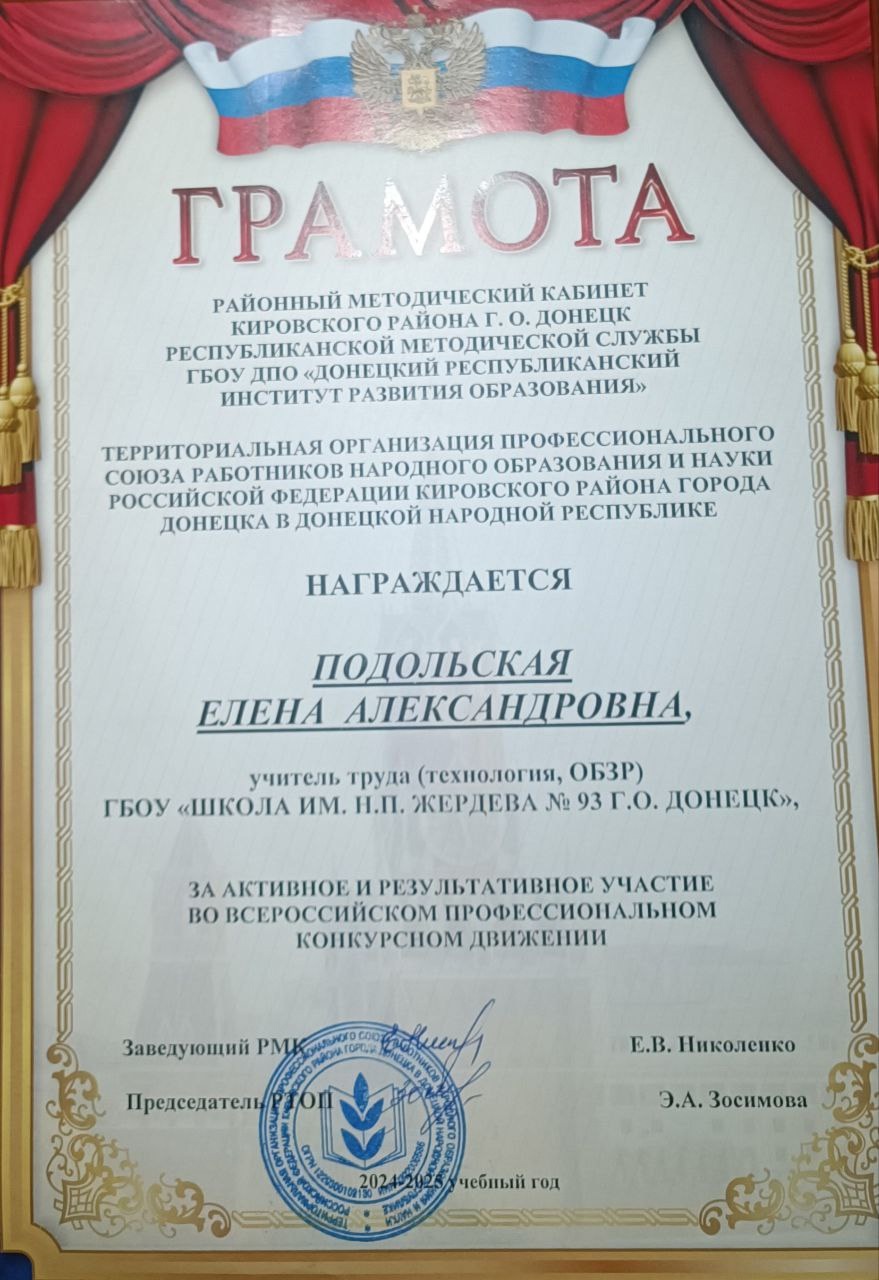 ГРАМОТА
РАЙОННЫЙ МЕТОДИЧЕСКИЙ КАБИНЕТ
КИРОВСКОГО РАЙОНА Г. О. ДОНЕЦК
РЕСПУБЛИКАНСКОЙ МЕТОДИЧЕСКОЙ СЛУЖБЫ
ГБОУ ДПО «ДОНЕЦКИЙ РЕСПУБЛИКАНСКИЙ
ИНСТИТУТ РАЗВИТИЯ ОБРАЗОВАНИЯ»
ТЕРРИТОРИАЛЬНАЯ ОРГАНИЗАЦИЯ ПРОФЕССИОНАЛЬНОГО
СОЮЗА РАБОТНИКОВ НАРОДНОГО ОБРАЗОВАНИЯ И НАУКИ
РОССИЙСКОЙ ФЕДЕРАЦИИ КИРОВСКОГО РАЙОНА ГОРОДА
ДОНЕЦКА В ДОНЕЦКОЙ НАРОДНОЙ РЕСПУБЛИКЕ
НАГРАЖДАЕТСЯ
ПОДОЛЬСКАЯ
ЕЛЕНА АЛЕКСАНДРОВНА,
учитель труда (технология, ОБЗР)
ГБОУ «ШКОЛА ИМ. Н.П. ЖЕРДЕВА № 93 Г.О. ДОНЕЦК»,
ЗА АКТИВНОЕ И РЕЗУЛЬТАТИВНОЕ УЧАСТИЕ
ВО ВСЕРОССИЙСКОМ ПРОФЕССИОНАЛЬНОМ
КОНКУРСНОМ ДВИЖЕНИИ
Заведующий РМК Е.В. Николенко
Председатель РТОП Э.А. Зосимова
2024-2025 учебный год